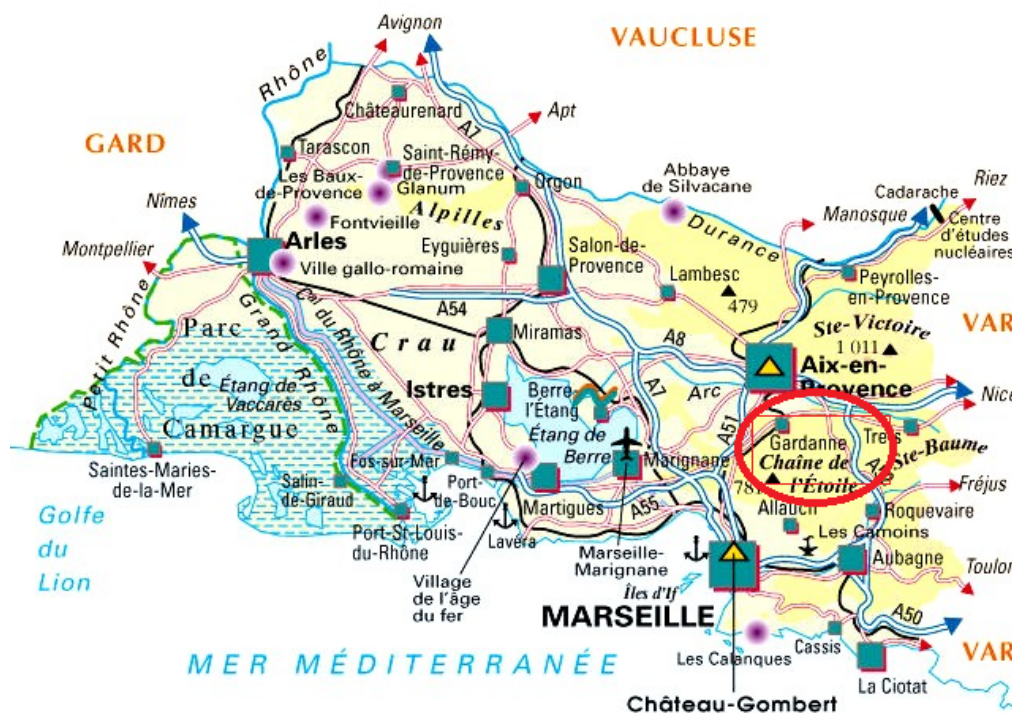 Avignon
VAUCLUSE
Rhône
Châteaurenard
A7
Apt
GARD
Tarascon
Saint-Rémy-
de-Provence
Les Baux-
de-Provence
Glanum
Orgon
Abbaye
de Silvacane
Cadarache
Riez
Manosque
Centre
d'études
nucléaires
Nîmes
Fontvieille
Alpilles
Durance
Montpellier
Arles
Ville gallo-romaine
Eyguières
Salon-de-
Provence
Lambesc
479
Peyrolles-
en-Provence
Petit Rhône
Grand Rhône
Cal du Rhône à Marseille
A54
Parc
de
Camargue
Étang de
Vaccarès
Crau
Miramas
A8
Ste-Victoire
1 011
VAR
Aix-en-
Provence
Istres
Berre
l'Étang
Étang de
Berre
A7
Arc
A51
Nice
Gardanne
Trets
Chaîne de
l'Étoile
Ste-Baume
Saintes-Maries-
de-la-Mer
Fos-sur-Mer
Port-
de-Bouc
Marignane
Salin-
de-Giraud
Martigues
A55
Allauch
Roquevaire
Fréjus
Les Camoins
Golfe
du
Lion
Port-St-Louis-
du-Rhône
Lavéra
Marseille-
Marignane
Aubagne
Toulon
Village
de l'âge
du fer
Îles d'If
MARSEILLE
A50
Cassis
VAR
MER MÉDITERRANÉE
Les Calanques
La Ciotat
Château-Gombert